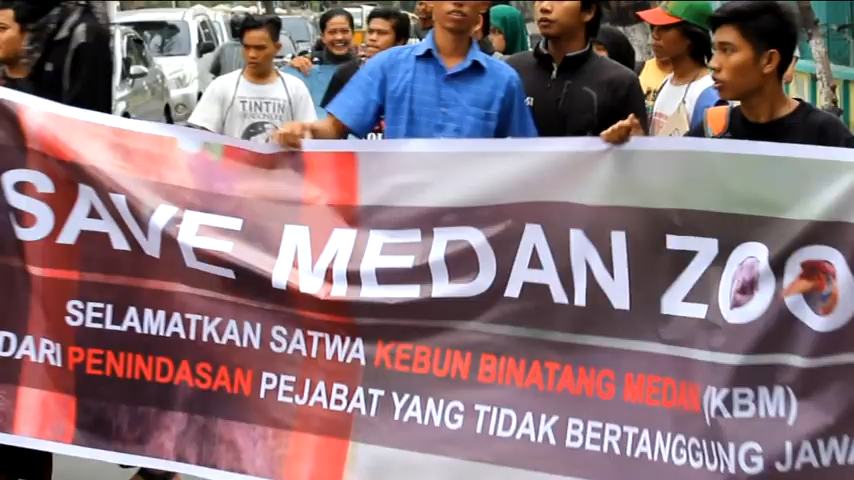 TINTIN
SAVE MEDAN ZOO
SELAMATKAN SATWA KEBUN BINATANG MEDAN (KBM)
DARI PENINDASAN PEJABAT YANG TIDAK BERTANGGUNG JAWA